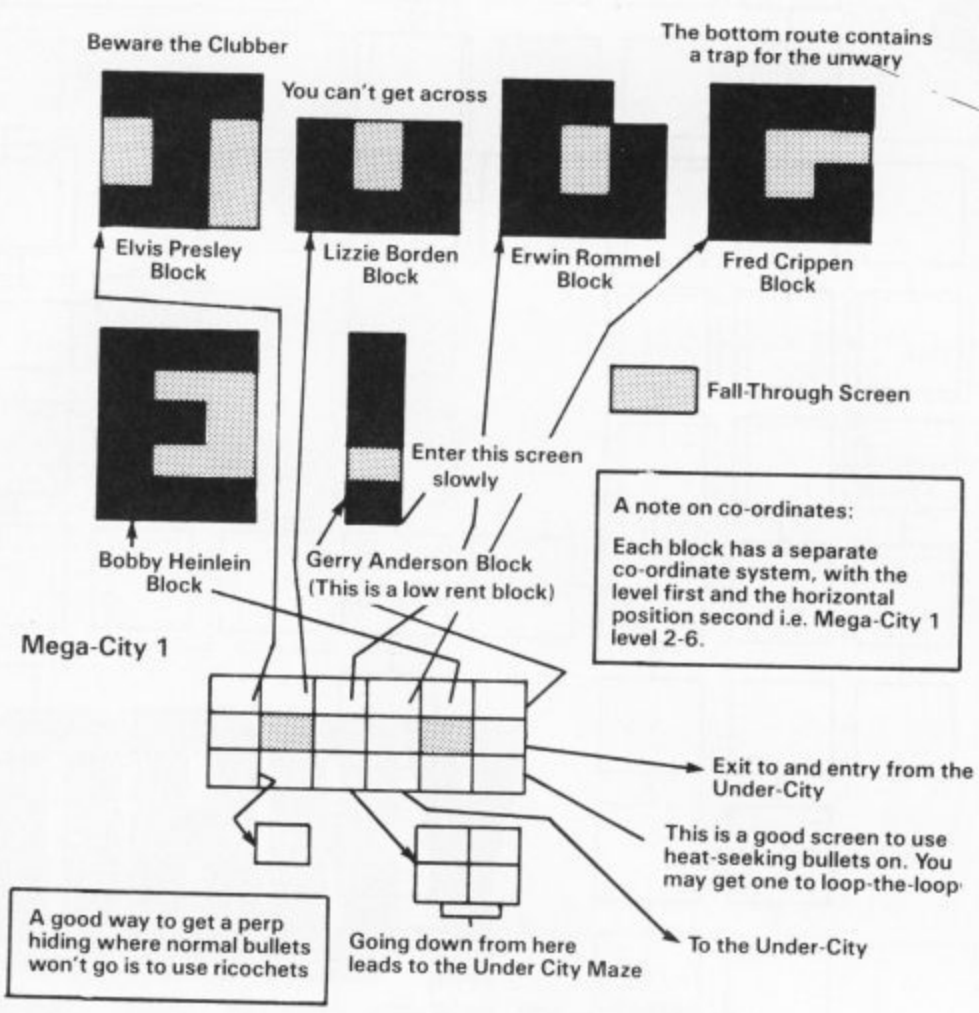 Beware the Clubber
The bottom route contains
a trap for the unwary
You can't get across
Elvis Presley
Block
Lizzie Borden
Block
Erwin Rommel
Block
Fred Crippen
Block
Fall-Through Screen
Enter this screen
slowly
Bobby Heinlein
Block
Gerry Anderson Block
(This is a low rent block)
A note on co-ordinates:
Each block has a separate
co-ordinate system, with the
level first and the horizontal
position second i.e. Mega-City 1
level 2-6.
Mega-City 1
Exit to and entry from the
Under-City
This is a good screen to use
heat-seeking bullets on. You
may get one to loop-the-loop
To the Under-City
Going down from here
leads to the Under City Maze
A good way to get a perp
hiding where normal bullets
won't go is to use ricochets